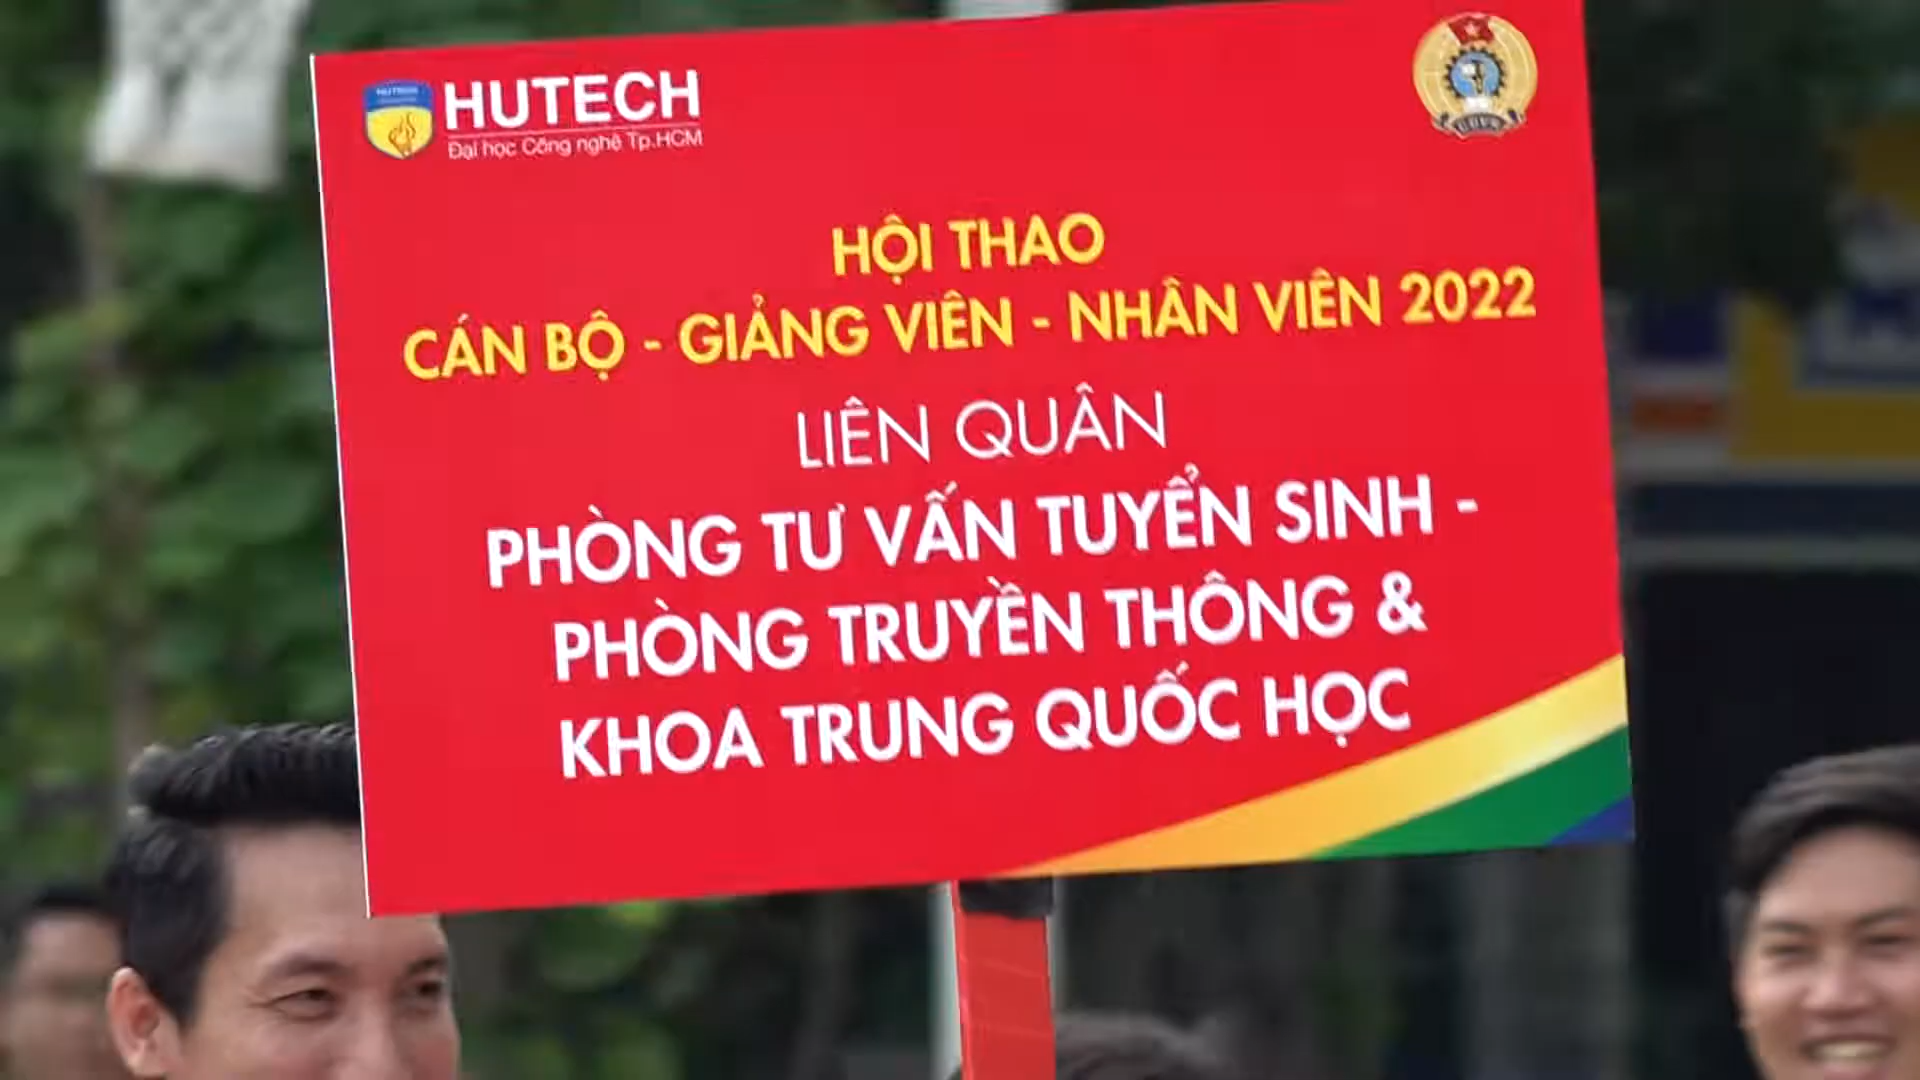 HUTECH
Đại học Công nghệ Tp.HCM
HỘI THAO
CÁN BỘ - GIẢNG VIÊN - NHÂN VIÊN 2022
LIÊN QUÂN
PHÒNG TƯ VẤN TUYỂN SINH -
PHÒNG TRUYỀN THÔNG &
KHOA TRUNG QUỐC HỌC